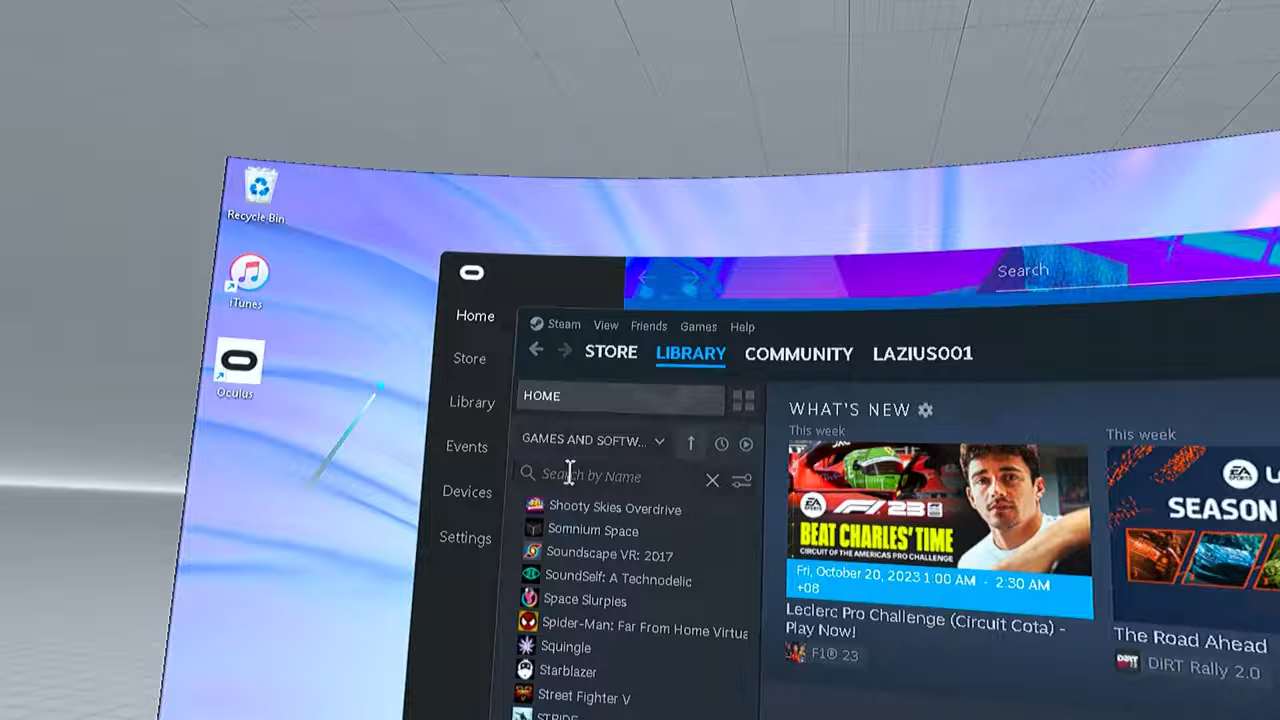 Recycle Bin
iTunes
Oculus
Search
Home
Store
Library
Events
Devices
Settings
Steam View Friends Games Help
STORE LIBRARY COMMUNITY LAZIUS001
HOME
GAMES AND SOFTW...
Search by Name
Shooty Skies Overdrive
Somnium Space
Soundscape VR: 2017
SoundSelf: A Technodelic
Space Slurpies
Spider-Man: Far From Home Virtua
Squingle
Starblazer
Street Fighter V
STRIDE
WHAT'S NEW
This week
EA SPORTS
F1 23
BEAT CHARLES' TIME
CIRCUIT OF THE AMERICAS PRO CHALLENGE
Fri, October 20, 2023 1:00 AM - 2:30 AM
+08
Leclerc Pro Challenge (Circuit Cota) -
Play Now!
F1® 23
This week
EA
SEASON
The Road Ahead
DiRT
DiRT Rally 2.0